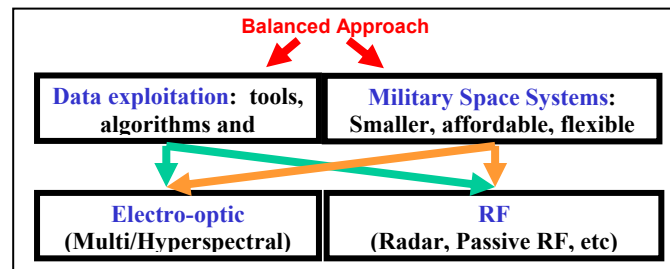 Balanced Approach
Data exploitation: tools,
algorithms and
Military Space Systems:
Smaller, affordable, flexible
Electro-optic
(Multi/Hyperspectral)
RF
(Radar, Passive RF, etc)